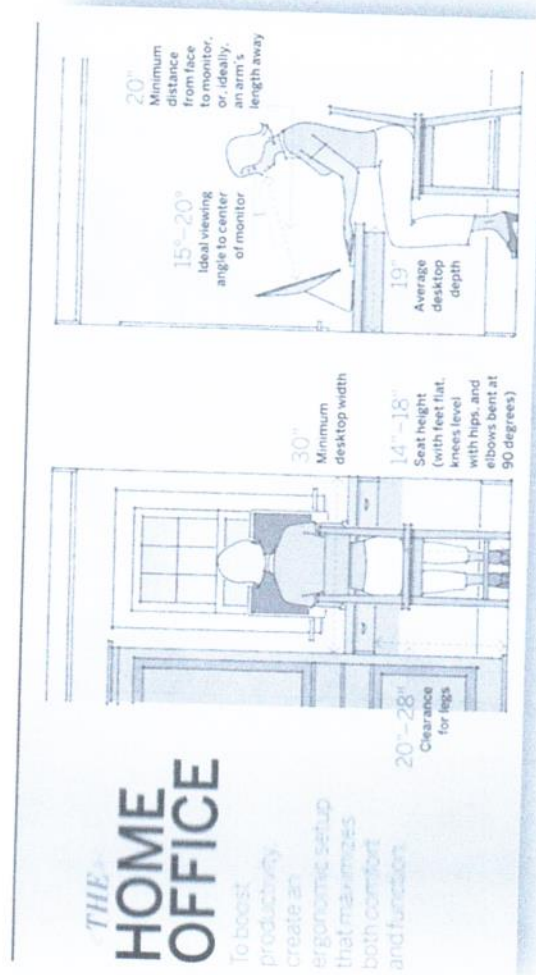 THE
HOME
OFFICE
To boost
productivity,
create an
ergonomic setup
that maximizes
both comfort
and function.
20"–28"
Clearance
for legs
30"
Minimum
desktop width
14"–18"
Seat height
(with feet flat,
knees level
with hips, and
elbows bent at
90 degrees)
15°–20°
Ideal viewing
angle to center
of monitor
20"
Minimum
distance
from face
to monitor,
or, ideally,
an arm's
length away
19"
Average
desktop
depth